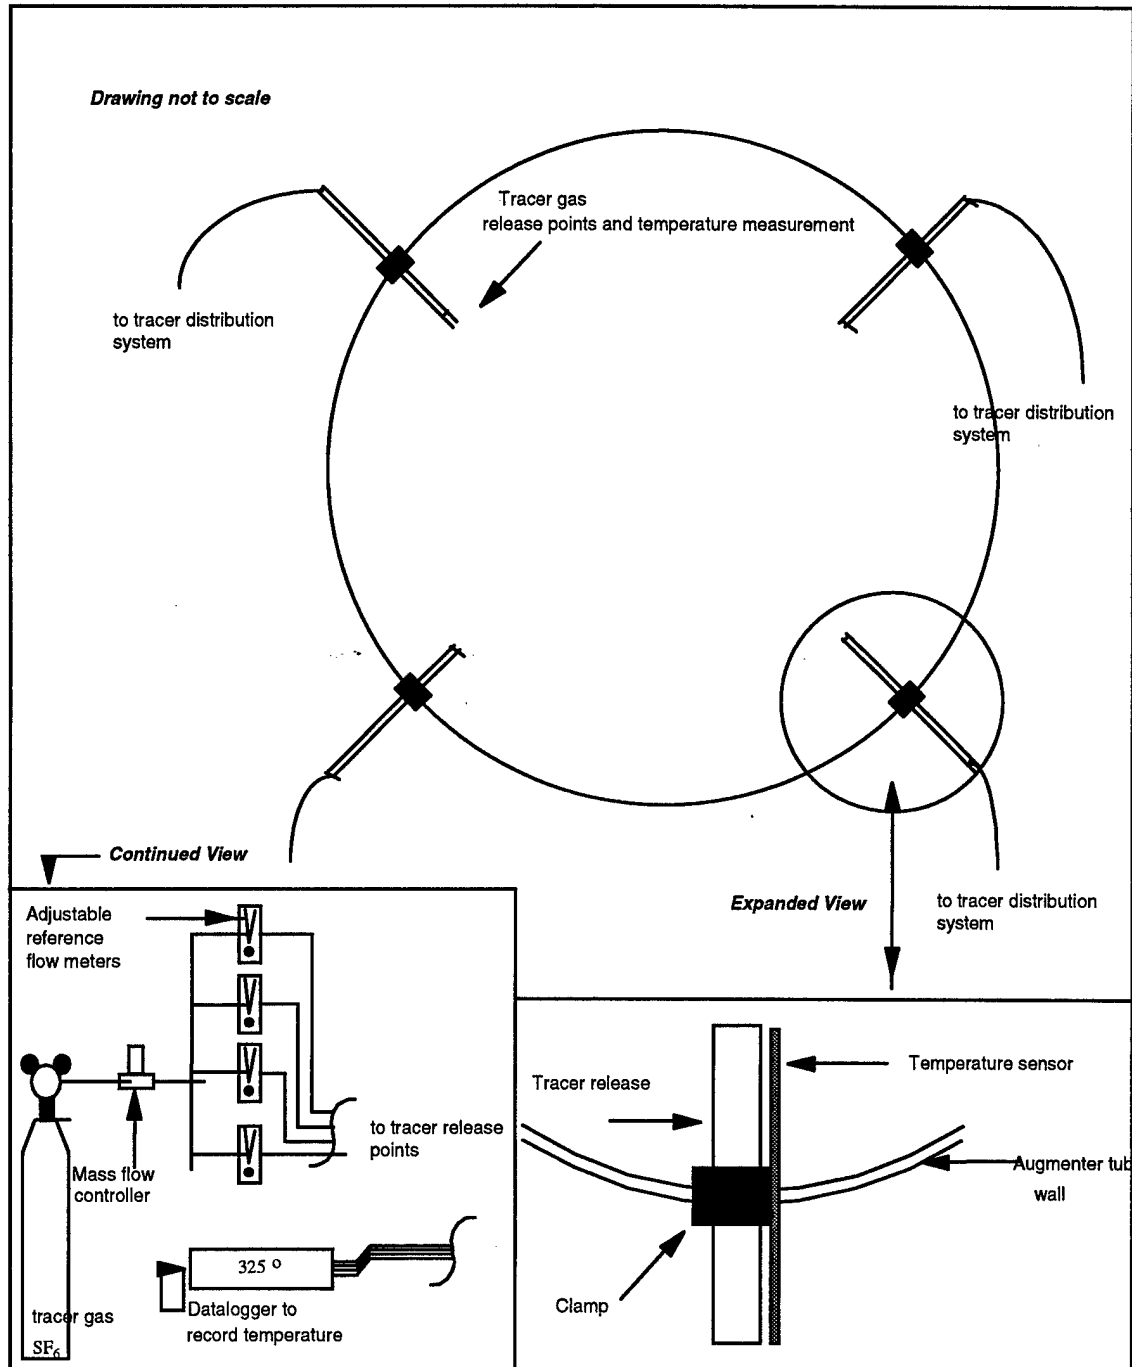 Drawing not to scale
Tracer gas
release points and temperature measurement
to tracer distribution
system
to tracer distribution
system
Continued View
Expanded View
to tracer distribution
system
Adjustable
reference
flow meters
to tracer release
points
Mass flow
controller
325 °
Datalogger to
record temperature
tracer gas
SF6
Tracer release
Temperature sensor
Augmenter tub
wall
Clamp